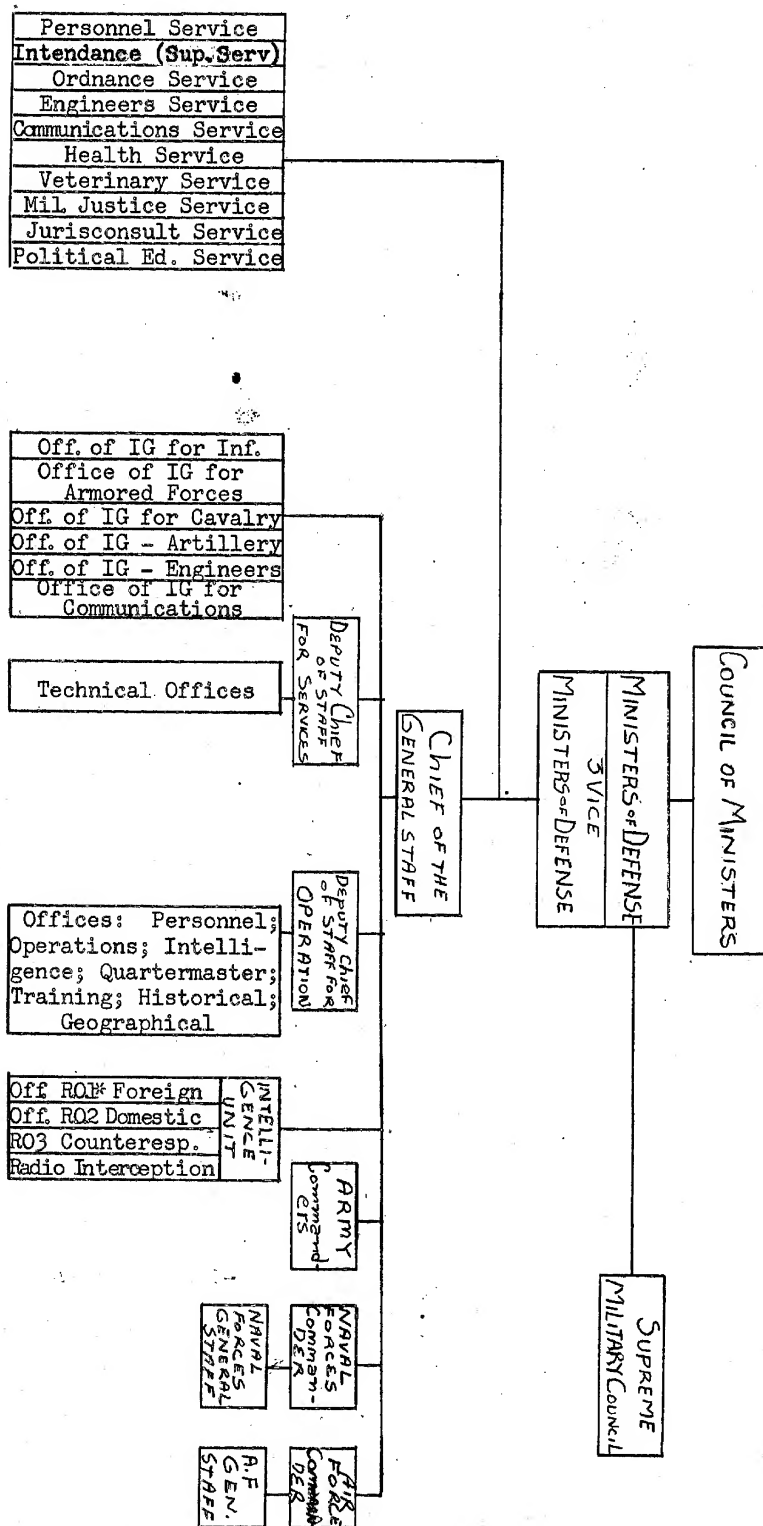 Personnel Service
Intendance (Sup.Serv)
Ordnance Service
Engineers Service
Communications Service
Health Service
Veterinary Service
Mil. Justice Service
Jurisconsult Service
Political Ed. Service
Off. of IG for Inf.
Office of IG for
Armored Forces
Off. of IG for Cavalry
Off. of IG - Artillery
Off. of IG - Engineers
Office of IG for
Communications
Technical Offices
Offices: Personnel;
Operations; Intelli-
gence; Quartermaster;
Training; Historical;
Geographical
Off. RO1* Foreign
Off. RO2 Domestic
RO3 Counteresp.
Radio Interception
COUNCIL OF MINISTERS
MINISTERS OF DEFENSE
3 VICE
MINISTERS OF DEFENSE
SUPREME
MILITARY COUNCIL
CHIEF OF THE
GENERAL STAFF
DEPUTY Chief
OF STAFF
FOR SERVICES
DEPUTY Chief
OF STAFF FOR
OPERATION
INTELLI-
GENCE
UNIT
ARMY
Command-
ers
NAVAL
FORCES
Comman-
DER
AIR
FORCE
Comman
DER
NAVAL
FORCES
GENERAL
STAFF
A.F
GEN.
STAFF